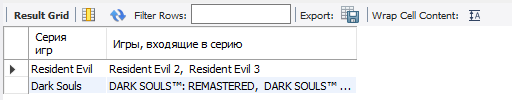 Result Grid Filter Rows: Export: Wrap Cell Content:
Серия игр Игры, входящие в серию
Resident Evil Resident Evil 2, Resident Evil 3
Dark Souls DARK SOULS™: REMASTERED, DARK SOULS™ ...